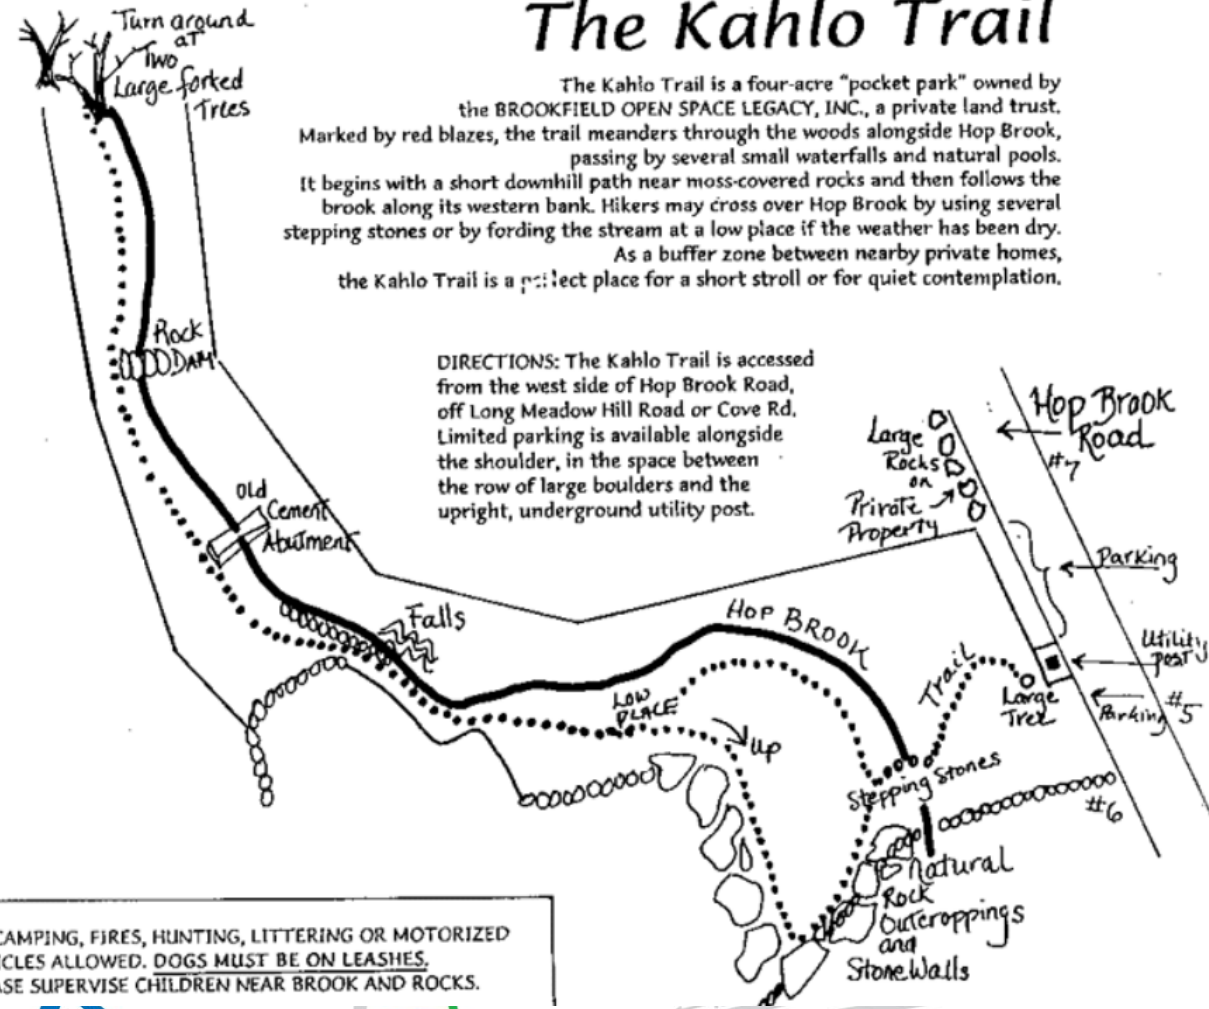 The Kahlo Trail
The Kahlo Trail is a four-acre "pocket park" owned by
the BROOKFIELD OPEN SPACE LEGACY, INC., a private land trust.
Marked by red blazes, the trail meanders through the woods alongside Hop Brook,
passing by several small waterfalls and natural pools.
It begins with a short downhill path near moss-covered rocks and then follows the
brook along its western bank. Hikers may cross over Hop Brook by using several
stepping stones or by fording the stream at a low place if the weather has been dry.
As a buffer zone between nearby private homes,
the Kahlo Trail is a place for a short stroll or for quiet contemplation.
Turn around
at
Two
Large forked
Trees
Rock
DAM
DIRECTIONS: The Kahlo Trail is accessed
from the west side of Hop Brook Road,
off Long Meadow Hill Road or Cove Rd.
Limited parking is available alongside
the shoulder, in the space between
the row of large boulders and the
upright, underground utility post.
Hop Brook
Road
#7
Large
Rocks
on
Private
Property
Parking
Old
Cement
Abutment
Falls
HOP BROOK
Utility
post
Trail
Large
Tree
Parking
#5
LOW
PLACE
up
Stepping Stones
#6
Natural
Rock
Outcroppings
and
Stone Walls
CAMPING, FIRES, HUNTING, LITTERING OR MOTORIZED
ICLES ALLOWED. DOGS MUST BE ON LEASHES.
ASE SUPERVISE CHILDREN NEAR BROOK AND ROCKS.